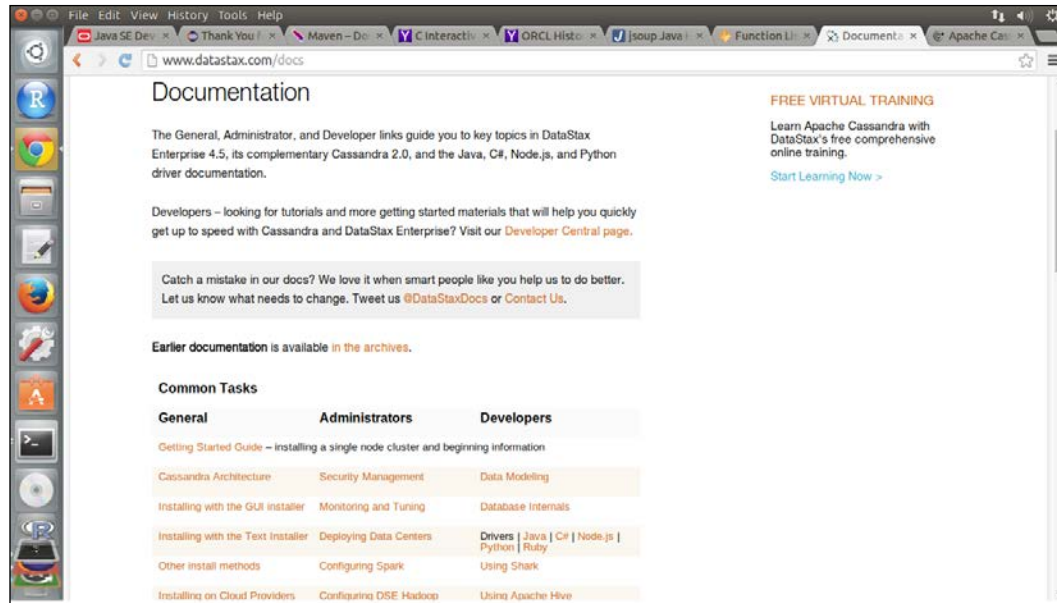 File Edit View History Tools Help
Java SE Dev Thank You f Maven – Do C Interactiv ORCL Histo jsoup Java Function Li Documenta Apache Cas
www.datastax.com/docs
Documentation
The General, Administrator, and Developer links guide you to key topics in DataStax
Enterprise 4.5, its complementary Cassandra 2.0, and the Java, C#, Node.js, and Python
driver documentation.
Developers – looking for tutorials and more getting started materials that will help you quickly
get up to speed with Cassandra and DataStax Enterprise? Visit our Developer Central page.
Catch a mistake in our docs? We love it when smart people like you help us to do better.
Let us know what needs to change. Tweet us @DataStaxDocs or Contact Us.
Earlier documentation is available in the archives.
Common Tasks
General Administrators Developers
Getting Started Guide – installing a single node cluster and beginning information
Cassandra Architecture Security Management Data Modeling
Installing with the GUI installer Monitoring and Tuning Database Internals
Installing with the Text Installer Deploying Data Centers Drivers | Java | C# | Node.js |
Python | Ruby
Other install methods Configuring Spark Using Shark
Installing on Cloud Providers Configuring DSE Hadoop Using Apache Hive
FREE VIRTUAL TRAINING
Learn Apache Cassandra with
DataStax's free comprehensive
online training.
Start Learning Now >